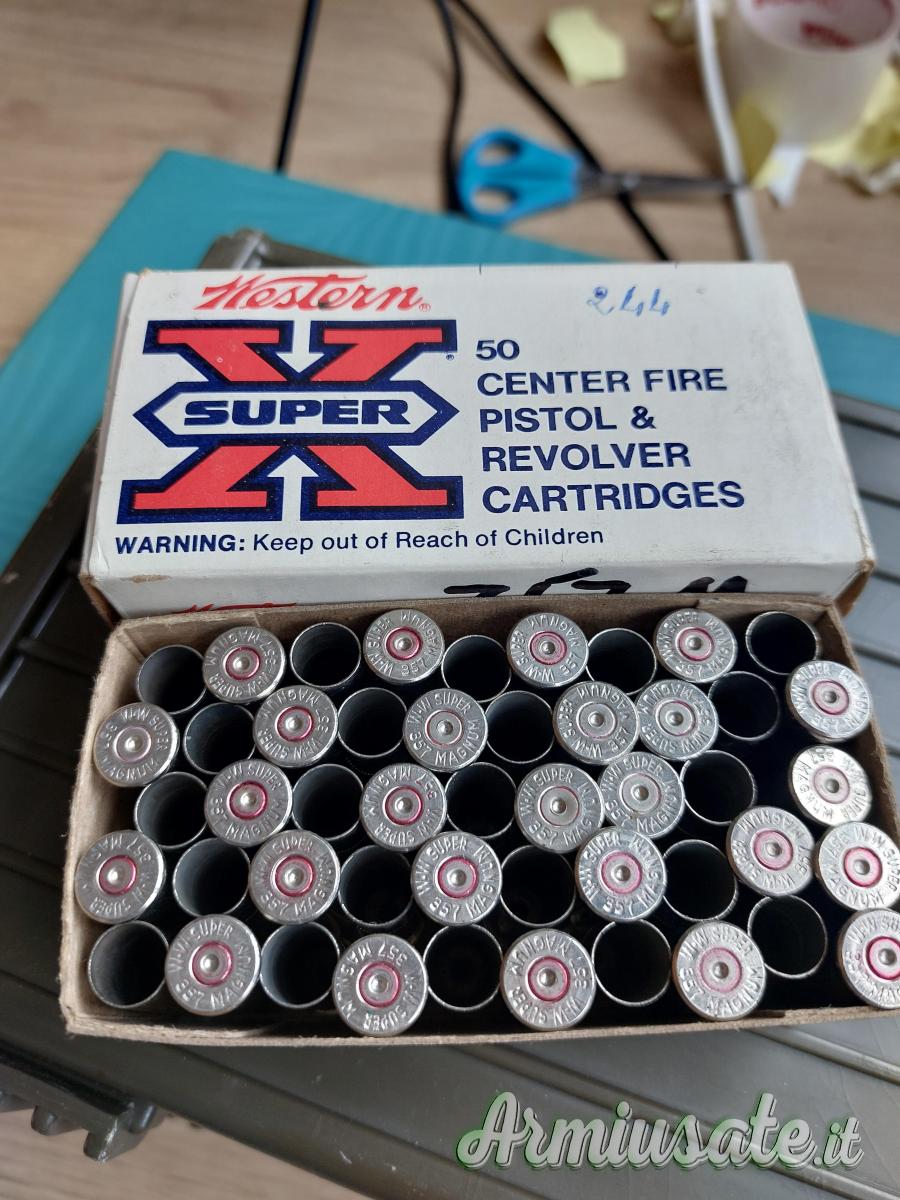 Western
244
SUPER
X
50
CENTER FIRE
PISTOL &
REVOLVER
CARTRIDGES
WARNING: Keep out of Reach of Children
W-W SUPER
357 MAGNUM
Armiusate.it